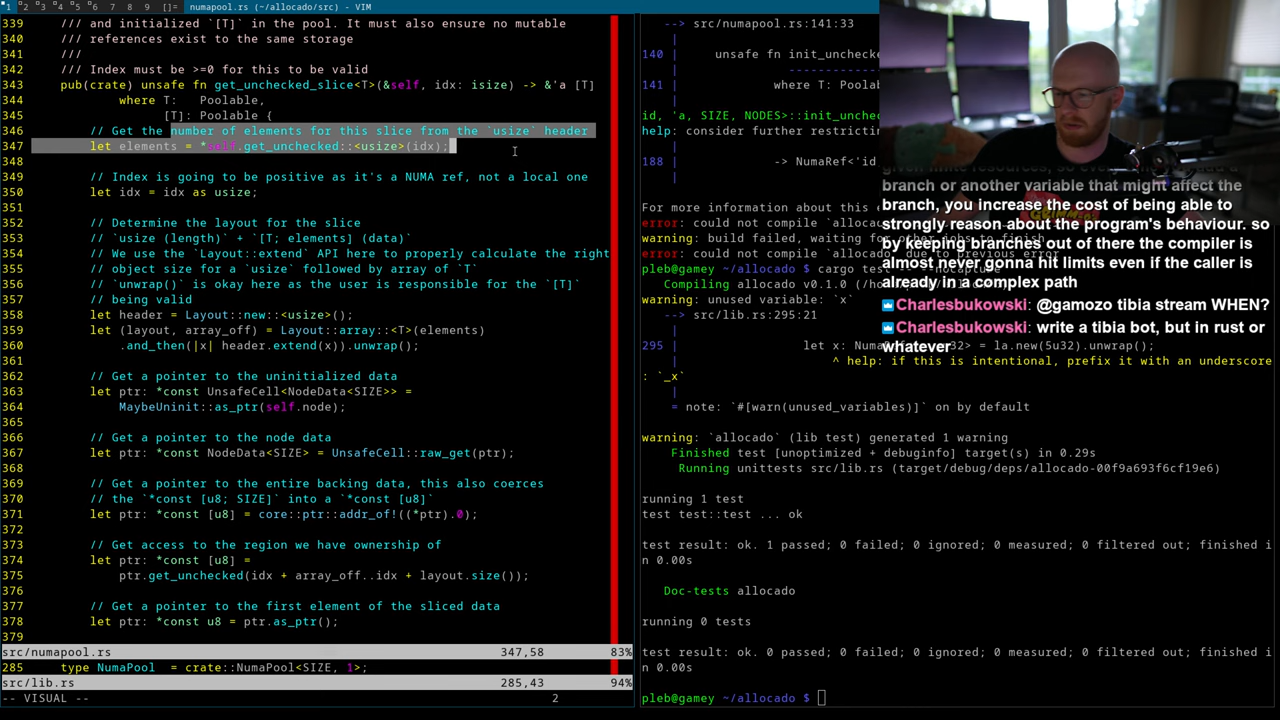 1 2 3 4 5 6 7 8 9 []= numapool.rs (~/allocado/src) - VIM
339 /// and initialized `[T]` in the pool. It must also ensure no mutable
340 /// references exist to the same storage
341 ///
342 /// Index must be >=0 for this to be valid
343 pub(crate) unsafe fn get_unchecked_slice<T>(&self, idx: isize) -> &'a [T]
344 where T: Poolable,
345 [T]: Poolable {
346 // Get the number of elements for this slice from the `usize` header
347 let elements = *self.get_unchecked::<usize>(idx);
348
349 // Index is going to be positive as it's a NUMA ref, not a local one
350 let idx = idx as usize;
351
352 // Determine the layout for the slice
353 // `usize (length)` + `[T; elements] (data)`
354 // We use the `Layout::extend` API here to properly calculate the right
355 // object size for a `usize` followed by array of `T`
356 // `unwrap()` is okay here as the user is responsible for the `[T]`
357 // being valid
358 let header = Layout::new::<usize>();
359 let (layout, array_off) = Layout::array::<T>(elements)
360 .and_then(|x| header.extend(x)).unwrap();
361
362 // Get a pointer to the uninitialized data
363 let ptr: *const UnsafeCell<NodeData<SIZE>> =
364 MaybeUninit::as_ptr(self.node);
365
366 // Get a pointer to the node data
367 let ptr: *const NodeData<SIZE> = UnsafeCell::raw_get(ptr);
368
369 // Get a pointer to the entire backing data, this also coerces
370 // the `*const [u8; SIZE]` into a `*const [u8]`
371 let ptr: *const [u8] = core::ptr::addr_of!((*ptr).0);
372
373 // Get access to the region we have ownership of
374 let ptr: *const [u8] =
375 ptr.get_unchecked(idx + array_off..idx + layout.size());
376
377 // Get a pointer to the first element of the sliced data
378 let ptr: *const u8 = ptr.as_ptr();
379
src/numapool.rs 347,58 83%
285 type NumaPool = crate::NumaPool<SIZE, 1>;
src/lib.rs 285,43 94%
-- VISUAL -- 2
--> src/numapool.rs:141:33
|
140 | unsafe fn init_unchecke
| ---------
141 | where T: Poola
|
id, 'a, SIZE, NODES>::init_unchec
help: consider further restrictin
|
188 | -> NumaRef<'id
|
For more information about this e
error: could not compile `allocad
warning: build failed, waiting for other jobs to finish
error: could not compile `allocado` due to previous error
pleb@gamey ~/allocado $ cargo test -- --nocapture
Compiling allocado v0.1.0 (/ho
warning: unused variable: `x`
--> src/lib.rs:295:21
|
295 | let x: NumaRef<u32> = la.new(5u32).unwrap();
| ^ help: if this is intentional, prefix it with an underscore
: `_x`
|
= note: `#[warn(unused_variables)]` on by default
warning: `allocado` (lib test) generated 1 warning
Finished test [unoptimized + debuginfo] target(s) in 0.29s
Running unittests src/lib.rs (target/debug/deps/allocado-00f9a693f6cf19e6)
running 1 test
test test::test ... ok
test result: ok. 1 passed; 0 failed; 0 ignored; 0 measured; 0 filtered out; finished i
n 0.00s
Doc-tests allocado
running 0 tests
test result: ok. 0 passed; 0 failed; 0 ignored; 0 measured; 0 filtered out; finished i
n 0.00s
pleb@gamey ~/allocado $
given finite resources, so every time you add a
branch or another variable that might affect the
branch, you increase the cost of being able to
strongly reason about the program's behaviour. so
by keeping branches out of there the compiler is
almost never gonna hit limits even if the caller is
already in a complex path
Charlesbukowski: @gamozo tibia stream WHEN?
Charlesbukowski: write a tibia bot, but in rust or
whatever